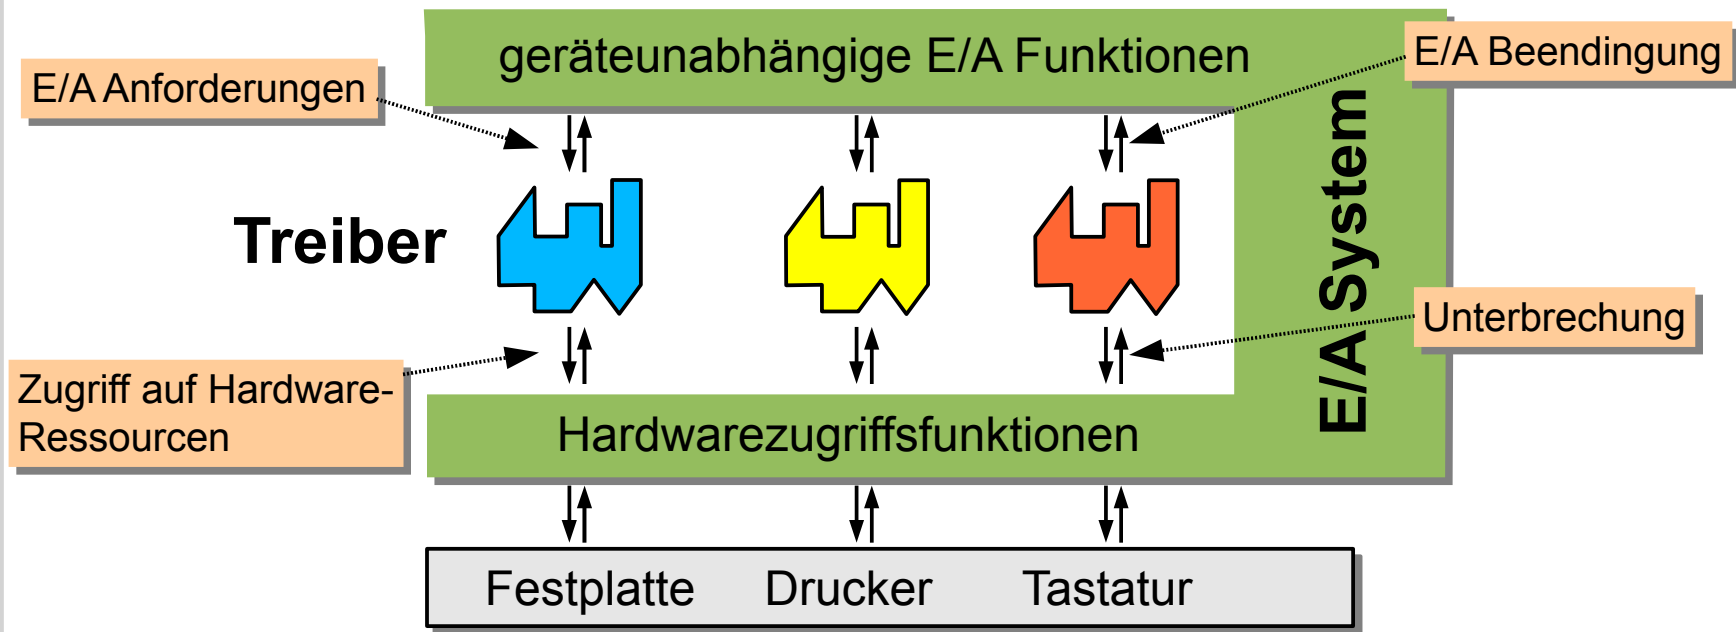 geräteunabhängige E/A Funktionen
E/A Beendingung
E/A Anforderungen
E/A System
Treiber
Unterbrechung
Zugriff auf Hardware-
Ressourcen
Hardwarezugriffsfunktionen
Festplatte Drucker Tastatur